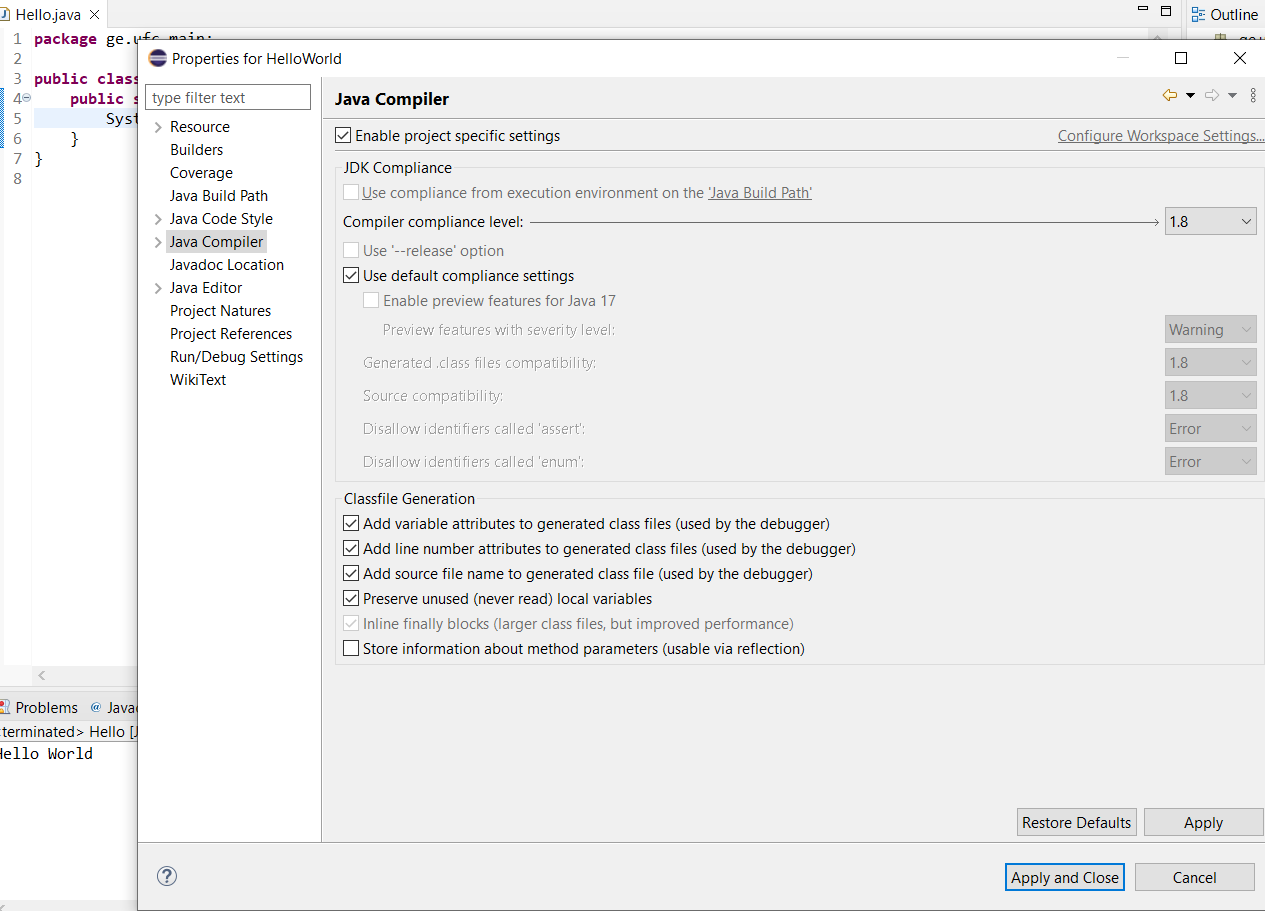 Hello.java
Outline
1 package ge.ufc.main;
2
3 public class
4 public s
5 Syst
6 }
7 }
8
Properties for HelloWorld
type filter text
Resource
Builders
Coverage
Java Build Path
Java Code Style
Java Compiler
Javadoc Location
Java Editor
Project Natures
Project References
Run/Debug Settings
WikiText
Java Compiler
Enable project specific settings
Configure Workspace Settings...
JDK Compliance
Use compliance from execution environment on the 'Java Build Path'
Compiler compliance level: 1.8
Use '--release' option
Use default compliance settings
Enable preview features for Java 17
Preview features with severity level: Warning
Generated .class files compatibility: 1.8
Source compatibility: 1.8
Disallow identifiers called 'assert': Error
Disallow identifiers called 'enum': Error
Classfile Generation
Add variable attributes to generated class files (used by the debugger)
Add line number attributes to generated class files (used by the debugger)
Add source file name to generated class file (used by the debugger)
Preserve unused (never read) local variables
Inline finally blocks (larger class files, but improved performance)
Store information about method parameters (usable via reflection)
Restore Defaults
Apply
Apply and Close
Cancel
Problems @ Javac
terminated> Hello [J
Hello World